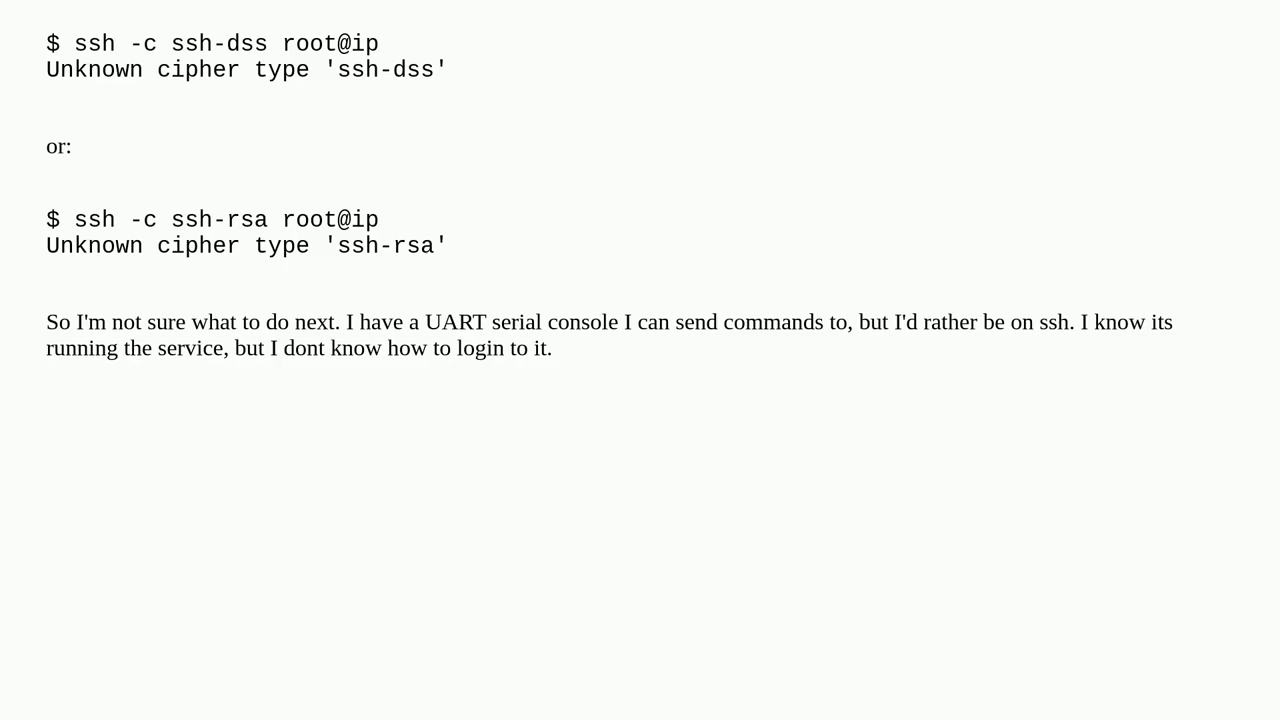 $ ssh -c ssh-dss root@ip
Unknown cipher type 'ssh-dss'
or:
$ ssh -c ssh-rsa root@ip
Unknown cipher type 'ssh-rsa'
So I'm not sure what to do next. I have a UART serial console I can send commands to, but I'd rather be on ssh. I know its
running the service, but I dont know how to login to it.